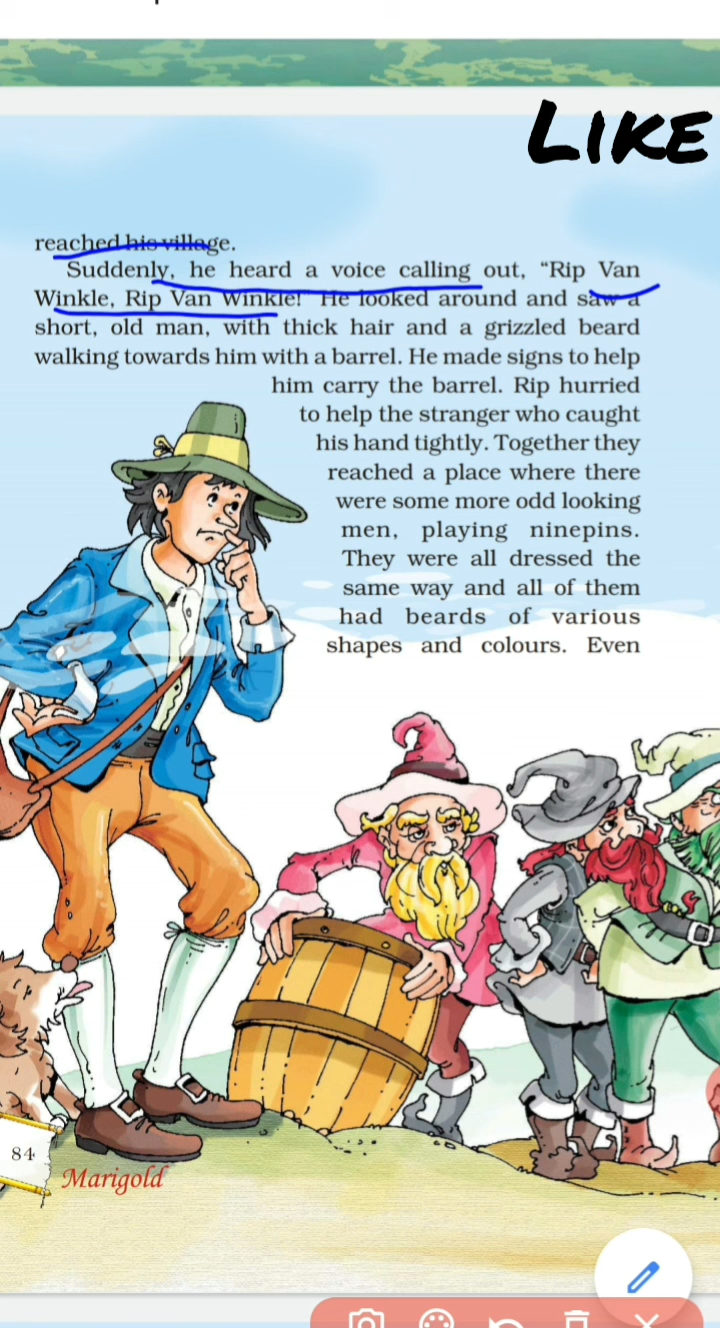 LIKE
reached his village.
Suddenly, he heard a voice calling out, “Rip Van
Winkle, Rip Van Winkle! He looked around and saw a
short, old man, with thick hair and a grizzled beard
walking towards him with a barrel. He made signs to help
him carry the barrel. Rip hurried
to help the stranger who caught
his hand tightly. Together they
reached a place where there
were some more odd looking
men, playing ninepins.
They were all dressed the
same way and all of them
had beards of various
shapes and colours. Even
84
Marigold